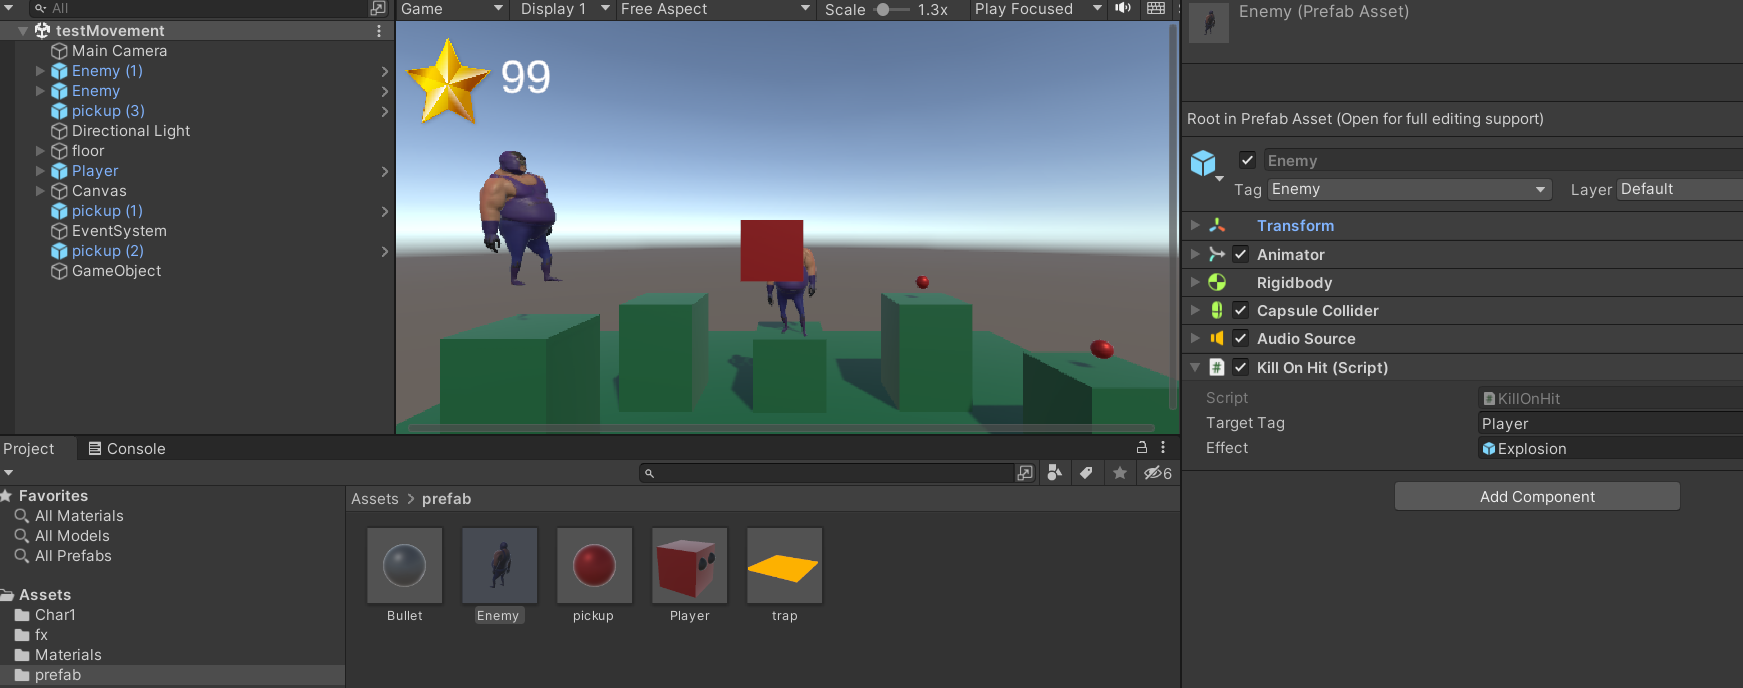 All
testMovement
Main Camera
Enemy (1)
Enemy
pickup (3)
Directional Light
floor
Player
Canvas
pickup (1)
EventSystem
pickup (2)
GameObject
Game Display 1 Free Aspect Scale 1.3x Play Focused
99
Project Console
6
Favorites
All Materials
All Models
All Prefabs
Assets
Char1
fx
Materials
prefab
Assets > prefab
Bullet Enemy pickup Player trap
Enemy (Prefab Asset)
Root in Prefab Asset (Open for full editing support)
Enemy
Tag Enemy Layer Default
Transform
Animator
Rigidbody
Capsule Collider
Audio Source
# Kill On Hit (Script)
Script # KillOnHit
Target Tag Player
Effect Explosion
Add Component